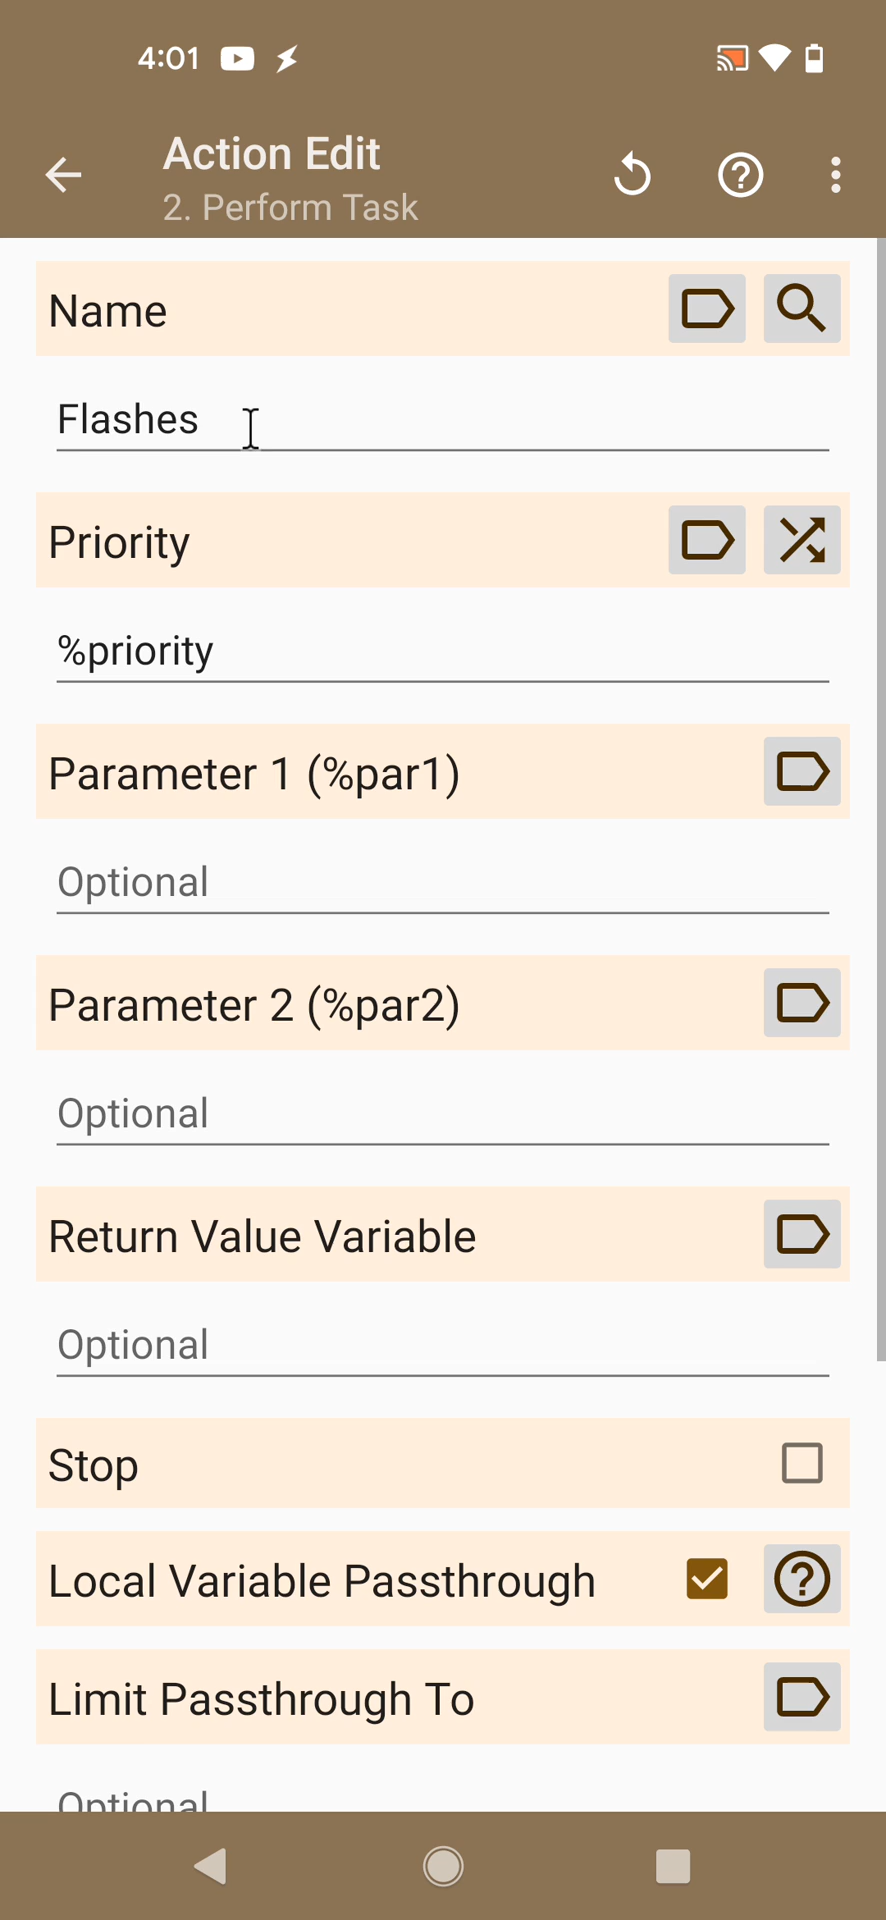 4:01
Action Edit
2. Perform Task
Name
Flashes
Priority
%priority
Parameter 1 (%par1)
Optional
Parameter 2 (%par2)
Optional
Return Value Variable
Optional
Stop
Local Variable Passthrough
Limit Passthrough To
Optional